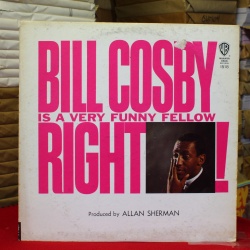 BILL COSBY
IS A VERY FUNNY FELLOW
RIGHT!
Produced by ALLAN SHERMAN